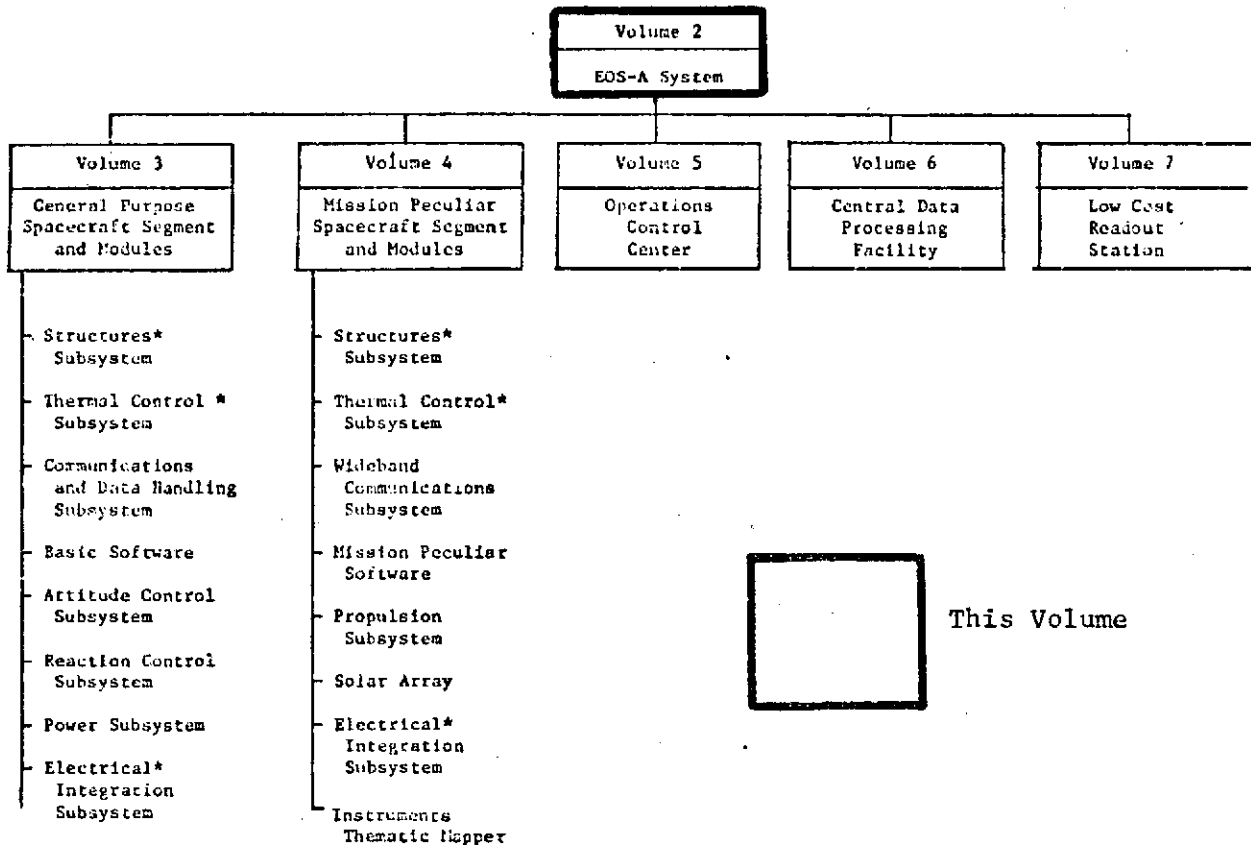 Volume 2
EOS-A System
Volume 3
General Purpose
Spacecraft Segment
and Modules
Volume 4
Mission Peculiar
Spacecraft Segment
and Modules
Volume 5
Operations
Control
Center
Volume 6
Central Data
Processing
Facility
Volume 7
Low Cost
Readout
Station
Structures*
Subsystem
Thermal Control *
Subsystem
Communications
and Data Handling
Subsystem
Basic Software
Attitude Control
Subsystem
Reaction Control
Subsystem
Power Subsystem
Electrical*
Integration
Subsystem
Structures*
Subsystem
Thermal Control*
Subsystem
Wideband
Communications
Subsystem
Mission Peculiar
Software
Propulsion
Subsystem
Solar Array
Electrical*
Integration
Subsystem
Instruments
Thematic Mapper
This Volume